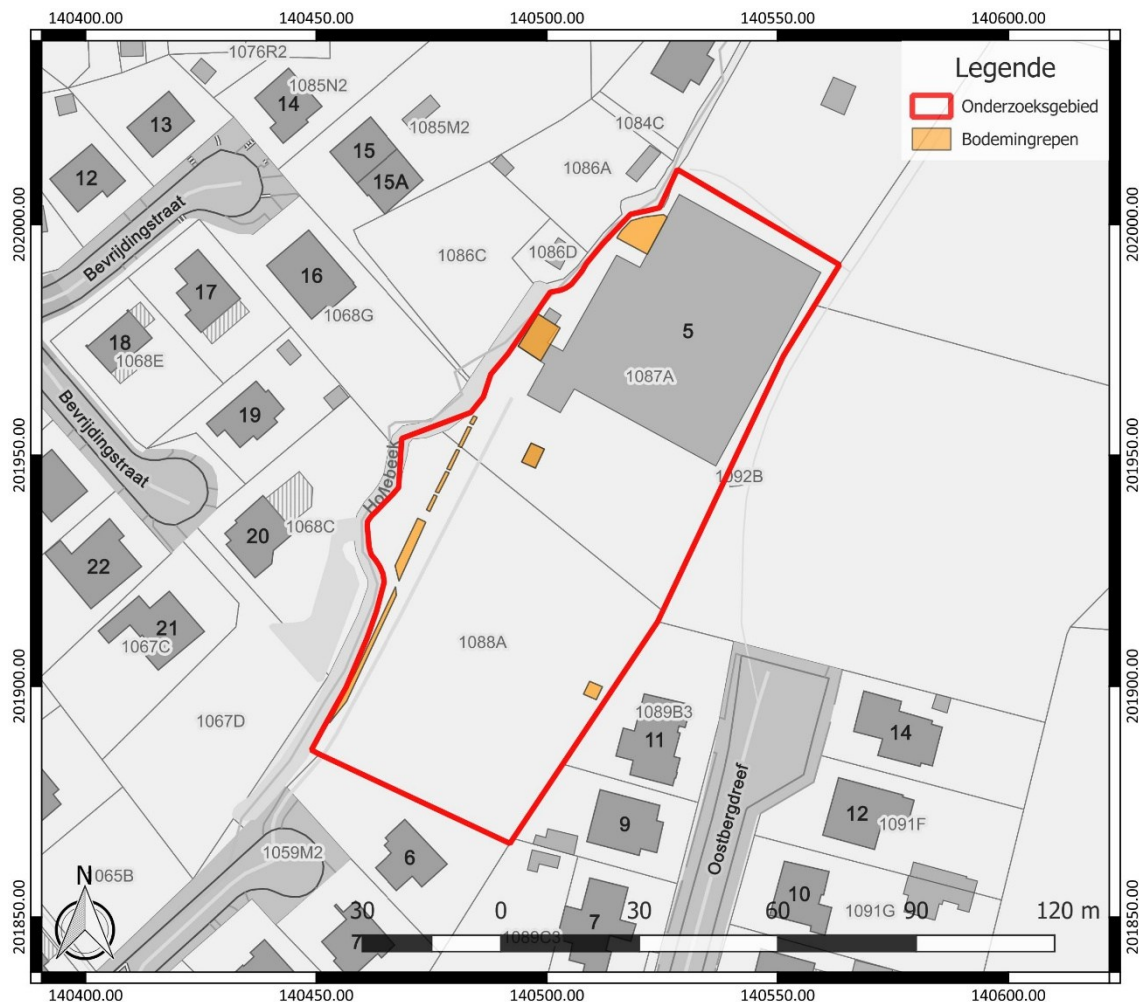 140400.00
140450.00
140500.00
140550.00
140600.00
Legende
Onderzoeksgebied
Bodemingrepen
202000.00
201950.00
201900.00
201850.00
202000.00
201950.00
201900.00
201850.00
1076R2
1085N2
14
13
1085M2
15
15A
12
1084C
1086A
Bevrijdingstraat
1086C
1086D
16
17
1068G
18
1068E
5
1087A
Bevrijdingstraat
19
Hollebeek
1092B
20
1068C
22
21
1067C
1088A
1067D
1089B3
11
14
9
12
1091F
Oostbergdreef
1059M2
6
N
1065B
10
1091G
7
7
1089C3
30
0
30
60
90
120 m
140400.00
140450.00
140500.00
140550.00
140600.00